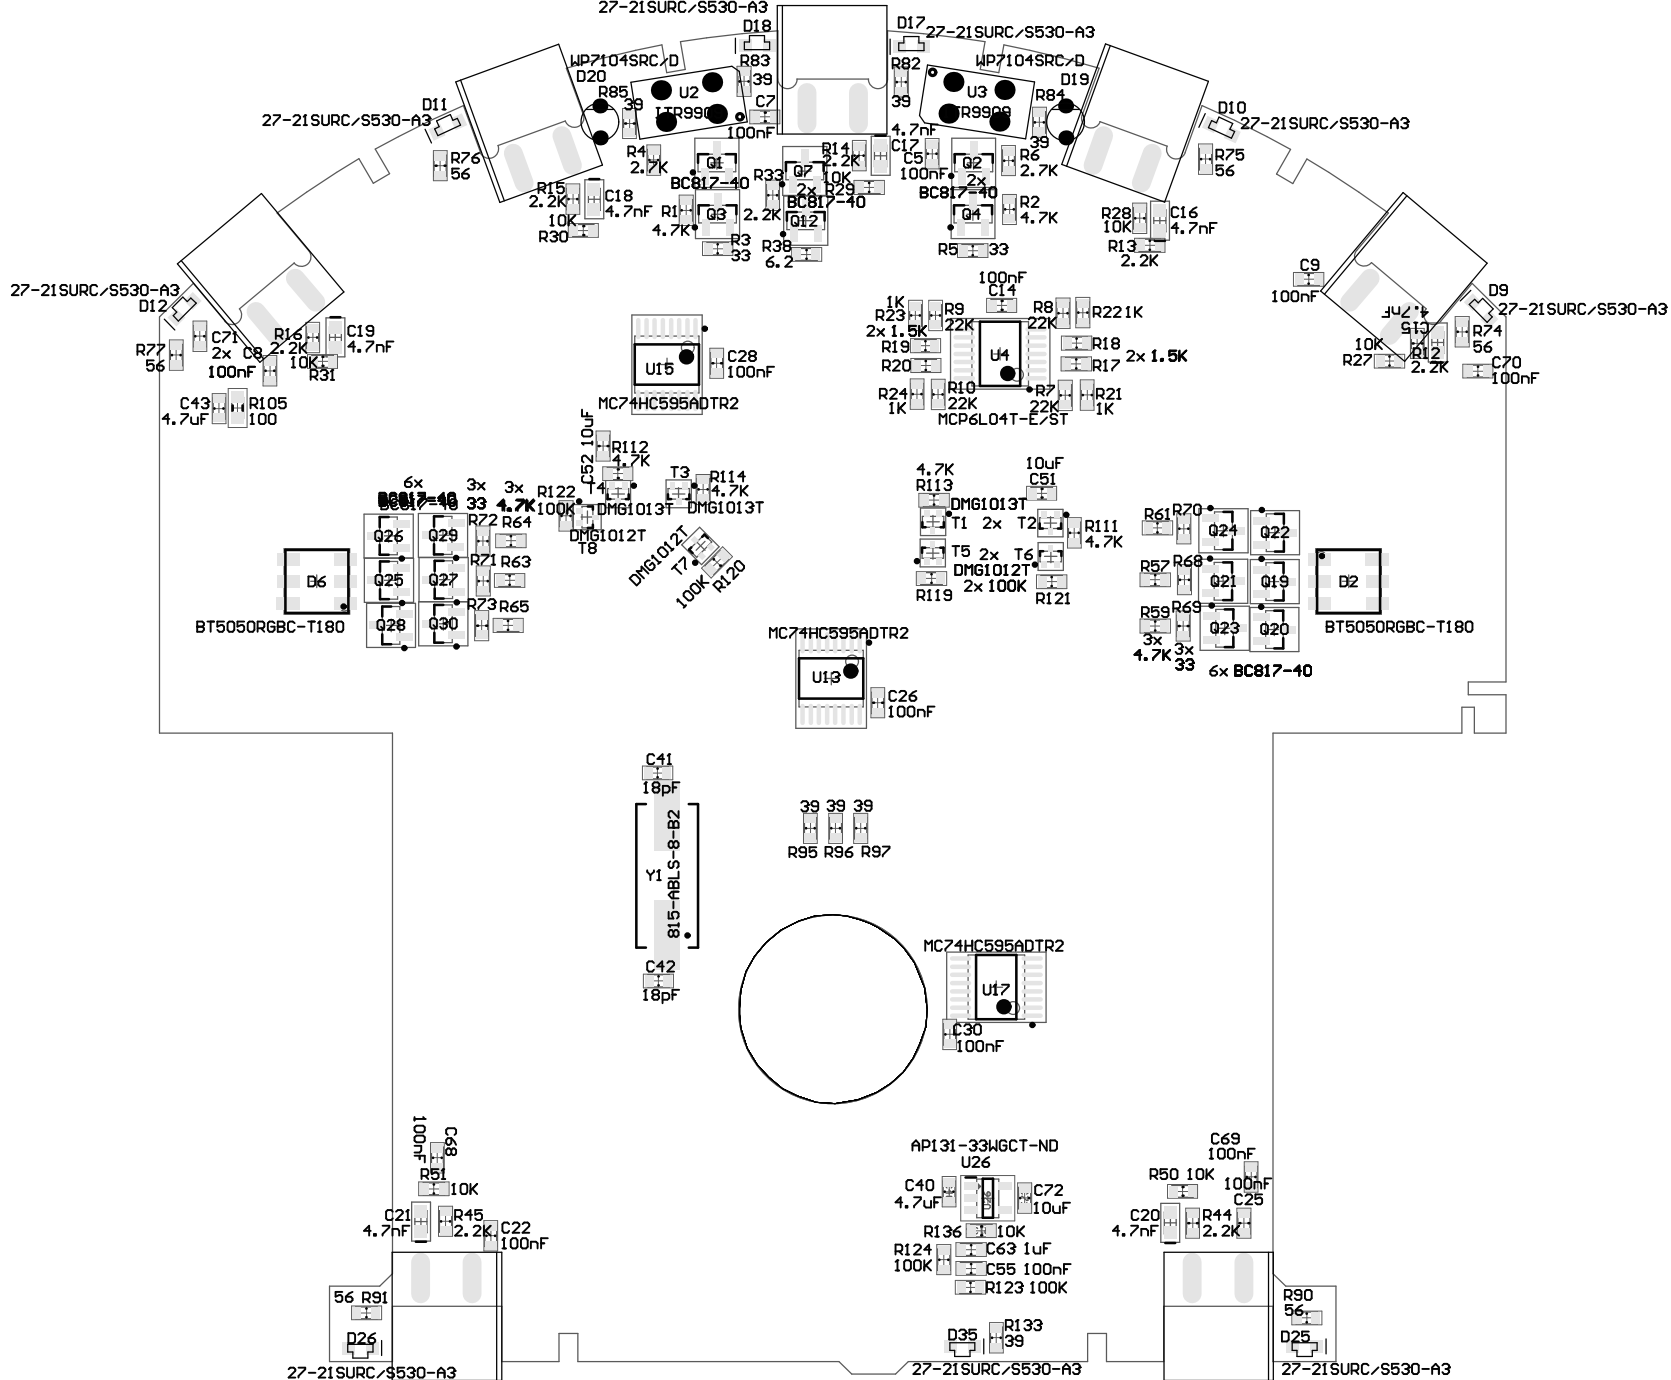 27-21SURC/S530-A3
D18
D17
27-21SURC/S530-A3
WP7104SRC/D
D20
R83
39
R82
39
WP7104SRC/D
D19
U2
U3
R85
39
C7
100nF
R84
39
D11
27-21SURC/S530-A3
D10
27-21SURC/S530-A3
R76
56
R4
2.7K
Q1
BC817-40
Q3
R14
2.2K
4.7nF
C17
C5
100nF
Q2
2x
BC817-40
Q4
R6
2.7K
R75
56
R15
2.2K
10K
R30
C18
4.7nF
R1
4.7K
R3
33
R33
2.2K
Q7
10K
2x R29
BC817-40
Q12
R38
6.2
R2
4.7K
R5 33
R28
10K
R13
2.2K
C16
4.7nF
27-21SURC/S530-A3
D12
C9
100nF
D9
27-21SURC/S530-A3
R77
56
C71
2x C8
100nF
R16
2.2K
10K
R31
C19
4.7nF
C43
4.7uF
R105
100
U15
C28
100nF
MC74HC595ADTR2
100nF
C14
1K
R23
R9
22K
2x 1.5K
R19
R20
R24
1K
R10
22K
U4
R8
22K
R22 1K
R18
R17
2x 1.5K
R7
22K
R21
1K
MCP6L04T-E/ST
4.7nF
C15
10K
R27
R12
2.2K
R74
56
C70
100nF
C52 10uF
R112
4.7K
T4
DMG1013T
T3
R114
4.7K
DMG1013T
R122
100K
DMG1012T
T8
DMG1012T
T7
100K
R120
6x
BC817-40
3x
33
3x
4.7K
Q26
Q29
R72
R64
Q25
Q27
R71
R63
Q28
Q30
R73
R65
D6
BT5050RGBC-T180
4.7K
R113
10uF
C51
DMG1013T
T1 2x T2
R111
4.7K
T5 2x T6
DMG1012T
2x 100K
R119
R121
R61
R70
Q24
Q22
R57
R68
Q21
Q19
R59
R69
Q23
Q20
3x
4.7K
3x
33
6x BC817-40
D2
BT5050RGBC-T180
MC74HC595ADTR2
U13
C26
100nF
C41
18pF
Y1
815-ABLS-8-B2
C42
18pF
39 39 39
R95 R96 R97
MC74HC595ADTR2
U17
C30
100nF
100nF
C68
R51
10K
C21
4.7nF
R45
2.2K
C22
100nF
AP131-33WGCT-ND
U26
C40
4.7uF
U26
C72
10uF
R136 10K
R124
100K
C63 1uF
C55 100nF
R123 100K
C69
100nF
R50 10K
100nF
C25
C20
4.7nF
R44
2.2K
56 R91
D26
27-21SURC/S530-A3
D35
R133
39
27-21SURC/S530-A3
R90
56
D25
27-21SURC/S530-A3